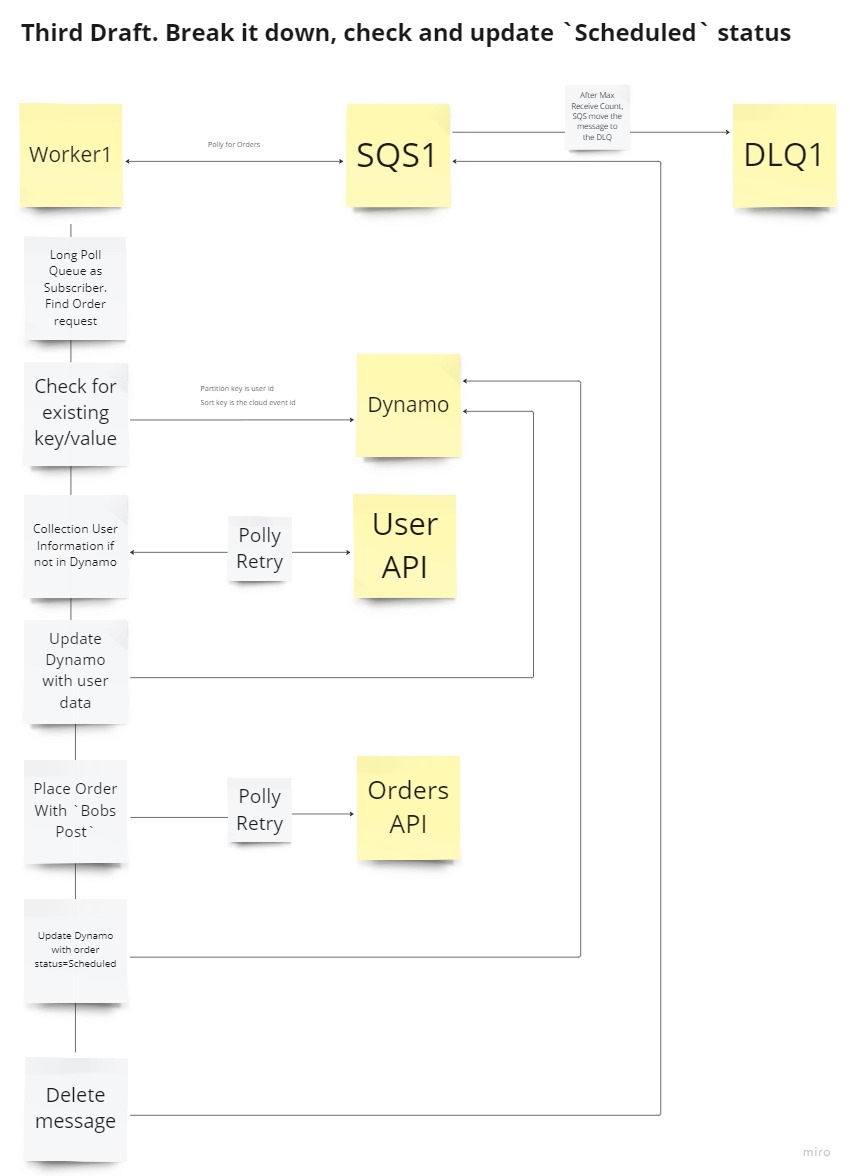 Third Draft. Break it down, check and update `Scheduled` status
After Max
Receive Count,
SQS move the
message to
the DLQ
Worker1
Polly for Orders
SQS1
DLQ1
Long Poll
Queue as
Subscriber.
Find Order
request
Check for
existing
key/value
Partition key is user id
Sort key is the cloud event id
Dynamo
Collection User
Information if
not in Dynamo
Polly
Retry
User
API
Update
Dynamo
with user
data
Place Order
With `Bobs
Post`
Polly
Retry
Orders
API
Update Dynamo
with order
status=Scheduled
Delete
message
miro